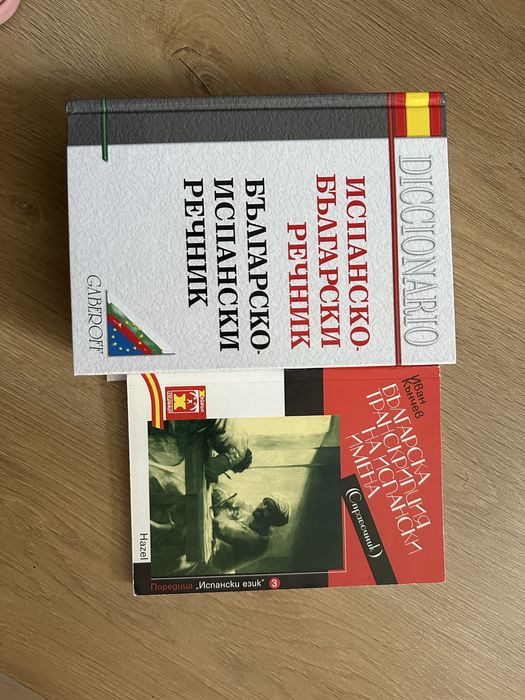 DICCIONARIO
ИСПАНСКО-
БЪЛГАРСКИ
РЕЧНИК
БЪЛГАРСКО-
ИСПАНСКИ
РЕЧНИК
GABEROFF
Иван
Кънчев
БЪЛГАРСКА
ТРАНСКРИПЦИЯ
НА ИСПАНСКИ
ИМЕНА
(Справочник)
Hazel
Поредица „Испански език“ 3